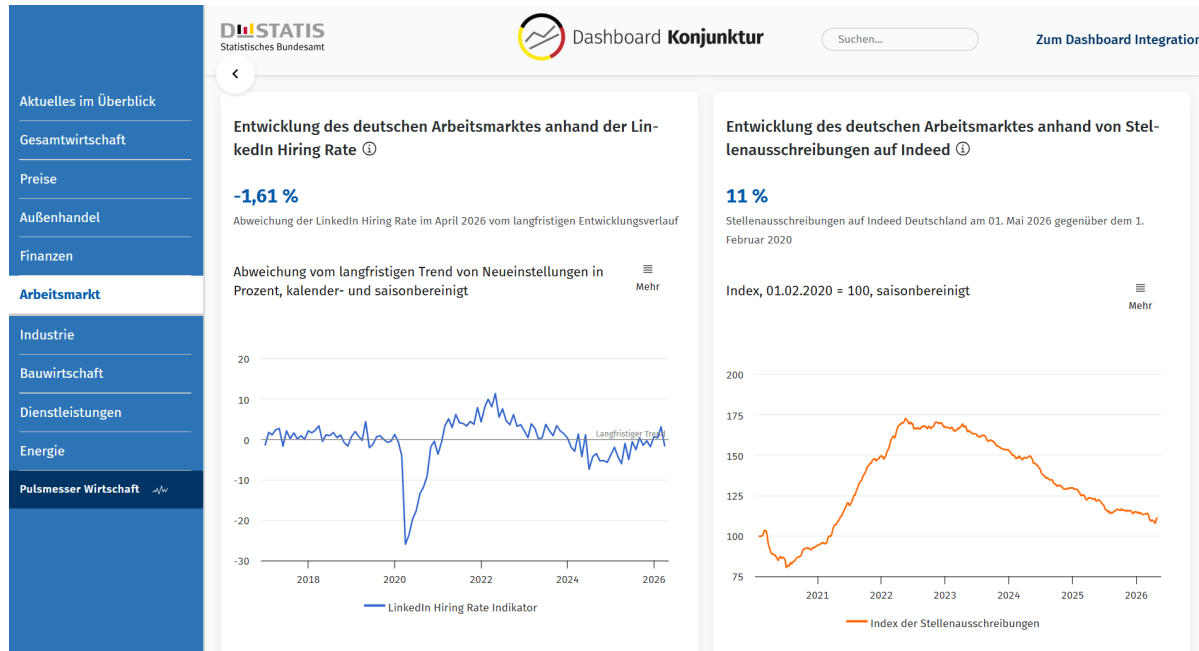 DESTATIS
Statistisches Bundesamt
Dashboard Konjunktur
Suchen...
Zum Dashboard Integration
Aktuelles im Überblick
Gesamtwirtschaft
Preise
Außenhandel
Finanzen
Arbeitsmarkt
Industrie
Bauwirtschaft
Dienstleistungen
Energie
Pulsmesser Wirtschaft
Entwicklung des deutschen Arbeitsmarktes anhand der Lin-
kedIn Hiring Rate
-1,61 %
Abweichung der LinkedIn Hiring Rate im April 2026 vom langfristigen Entwicklungsverlauf
Abweichung vom langfristigen Trend von Neueinstellungen in
Prozent, kalender- und saisonbereinigt
Mehr
20
10
0
-10
-20
-30
Langfristiger Trend
2018
2020
2022
2024
2026
LinkedIn Hiring Rate Indikator
Entwicklung des deutschen Arbeitsmarktes anhand von Stel-
lenausschreibungen auf Indeed
11 %
Stellenausschreibungen auf Indeed Deutschland am 01. Mai 2026 gegenüber dem 1.
Februar 2020
Index, 01.02.2020 = 100, saisonbereinigt
Mehr
200
175
150
125
100
75
2021
2022
2023
2024
2025
2026
Index der Stellenausschreibungen